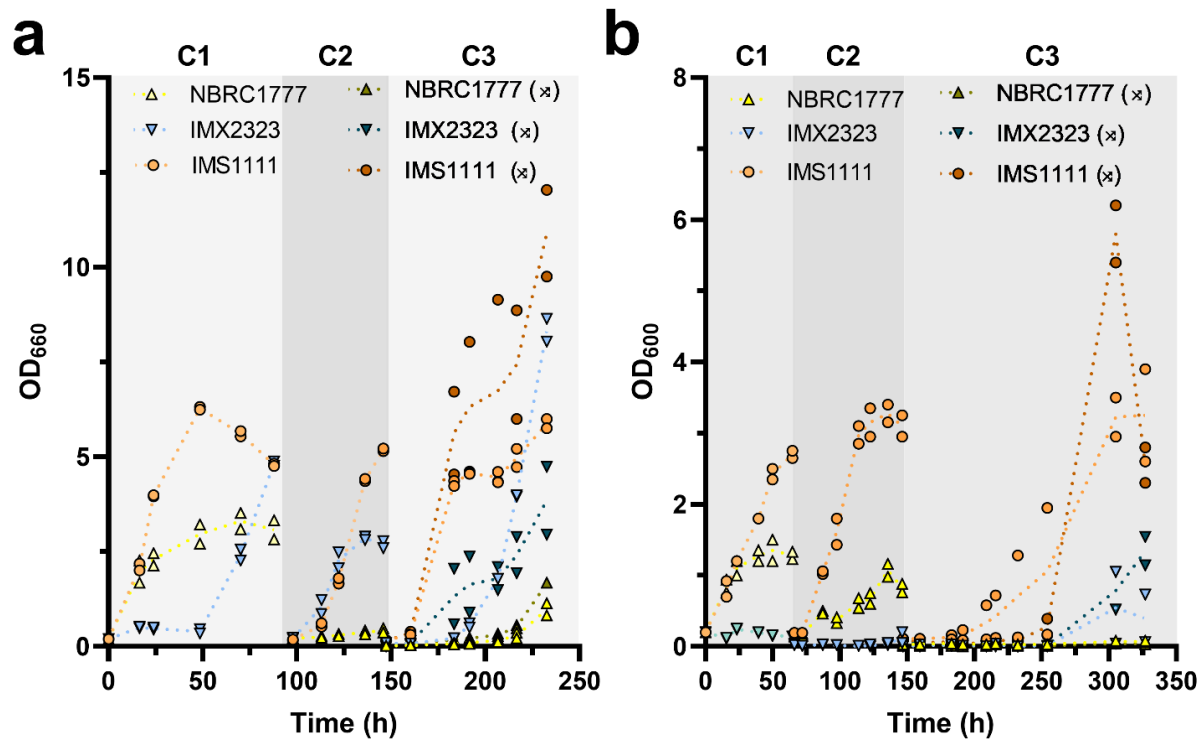 a
C1 C2 C3
15
10
5
0
OD660
NBRC1777
IMX2323
IMS1111
NBRC1777 (⨰)
IMX2323 (⨰)
IMS1111 (⨰)
0 50 100 150 200 250
Time (h)
b
C1 C2 C3
8
6
4
2
0
OD600
NBRC1777
IMX2323
IMS1111
NBRC1777 (⨰)
IMX2323 (⨰)
IMS1111 (⨰)
0 50 100 150 200 250 300 350
Time (h)